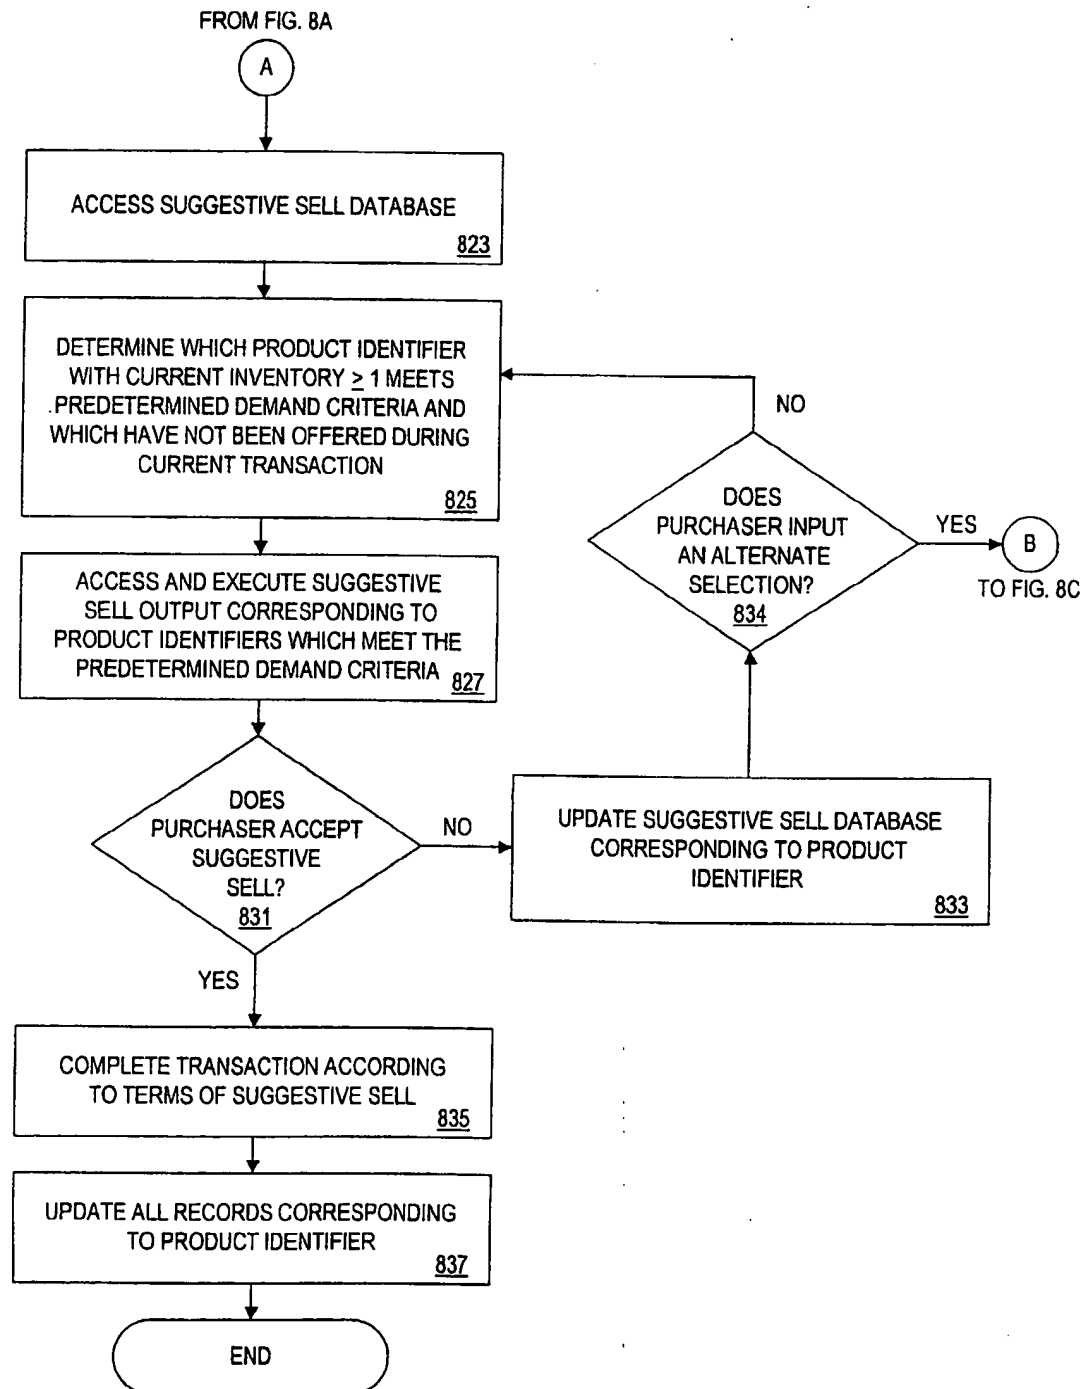 FROM FIG. 8A
A
ACCESS SUGGESTIVE SELL DATABASE
823
DETERMINE WHICH PRODUCT IDENTIFIER
WITH CURRENT INVENTORY ≥ 1 MEETS
PREDETERMINED DEMAND CRITERIA AND
WHICH HAVE NOT BEEN OFFERED DURING
CURRENT TRANSACTION
825
ACCESS AND EXECUTE SUGGESTIVE
SELL OUTPUT CORRESPONDING TO
PRODUCT IDENTIFIERS WHICH MEET THE
PREDETERMINED DEMAND CRITERIA
827
DOES
PURCHASER ACCEPT
SUGGESTIVE
SELL?
831
NO
UPDATE SUGGESTIVE SELL DATABASE
CORRESPONDING TO PRODUCT
IDENTIFIER
833
DOES
PURCHASER INPUT
AN ALTERNATE
SELECTION?
834
NO
YES
B
TO FIG. 8C
YES
COMPLETE TRANSACTION ACCORDING
TO TERMS OF SUGGESTIVE SELL
835
UPDATE ALL RECORDS CORRESPONDING
TO PRODUCT IDENTIFIER
837
END